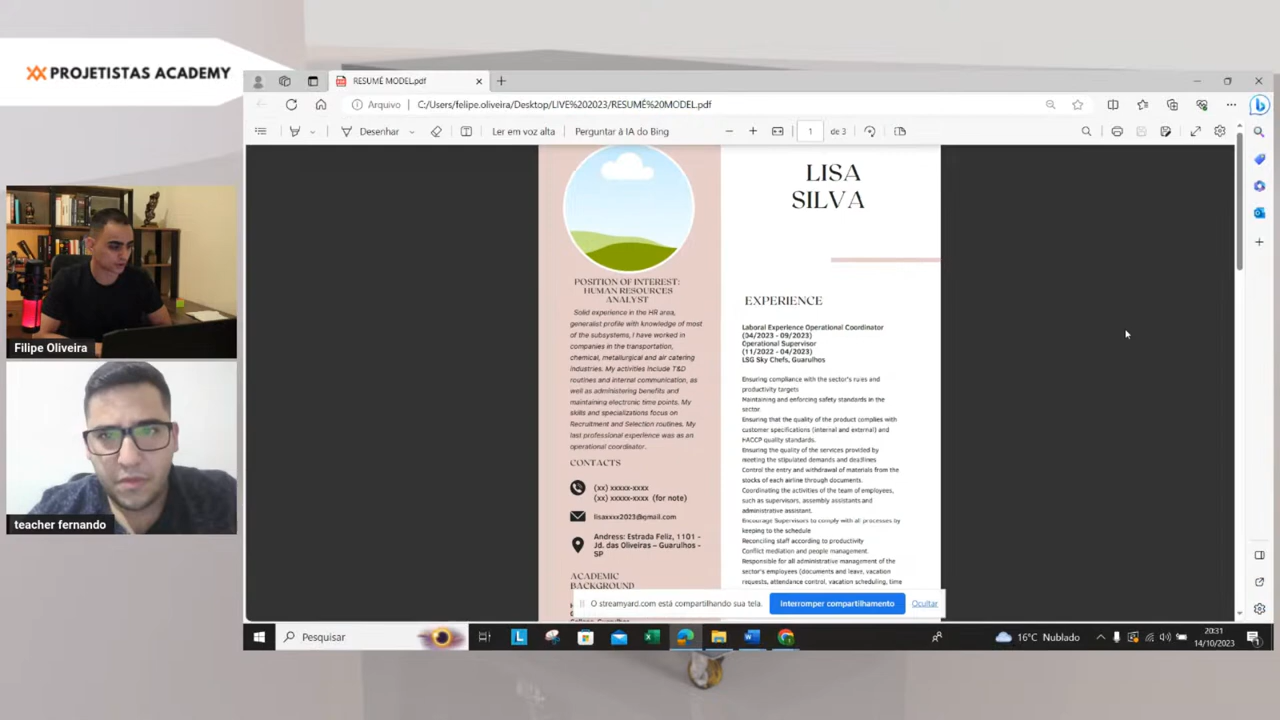 PROJETISTAS ACADEMY
RESUMÉ MODEL.pdf
Arquivo
C:/Users/felipe.oliveira/Desktop/LIVE%202023/RESUMÉ%20MODEL.pdf
Desenhar
Ler em voz alta
Perguntar à IA do Bing
1 de 3
LISA
SILVA
POSITION OF INTEREST:
HUMAN RESOURCES
ANALYST
Solid experience in the HR area,
generalist profile with knowledge of most
of the subsystems, I have worked in
companies in the transportation,
chemical, metallurgical and air catering
industries. My activities include T&D
routines and internal communication, as
well as administering benefits and
maintaining electronic time points. My
skills and specializations focus on
Recruitment and Selection routines. My
last professional experience was as an
operational coordinator.
CONTACTS
(xx) xxxxx-xxxx
(xx) xxxxx-xxxx (for note)
lisaxxxx2023@gmail.com
Andress: Estrada Feliz, 1101 -
Jd. das Oliveiras – Guarulhos -
SP
ACADEMIC
BACKGROUND
EXPERIENCE
Laboral Experience Operational Coordinator
(04/2023 - 09/2023)
Operational Supervisor
(11/2022 - 04/2023)
LSG Sky Chefs, Guarulhos
Ensuring compliance with the sector's rules and
productivity targets
Maintaining and enforcing safety standards in the
sector.
Ensuring that the quality of the product complies with
customer specifications (internal and external) and
HACCP quality standards.
Ensuring the quality of the services provided by
meeting the stipulated demands and deadlines
Control the entry and withdrawal of materials from the
stocks of each airline through documents.
Coordinating the activities of the team of employees,
such as supervisors, assembly assistants and
administrative assistant.
Encourage Supervisors to comply with all processes by
keeping to the schedule
Reconciling staff according to productivity
Conflict mediation and people management.
Responsible for all administrative management of the
sector's employees (documents and leave, vacation
requests, attendance control, vacation scheduling, time
O streamyard.com está compartilhando sua tela.
Interromper compartilhamento
Ocultar
Filipe Oliveira
teacher fernando
Pesquisar
16°C Nublado
20:31
14/10/2023